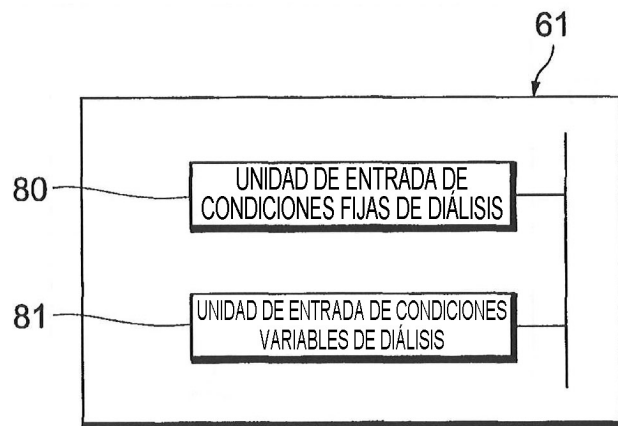 61
80
UNIDAD DE ENTRADA DE
CONDICIONES FIJAS DE DIÁLISIS
81
UNIDAD DE ENTRADA DE CONDICIONES
VARIABLES DE DIÁLISIS